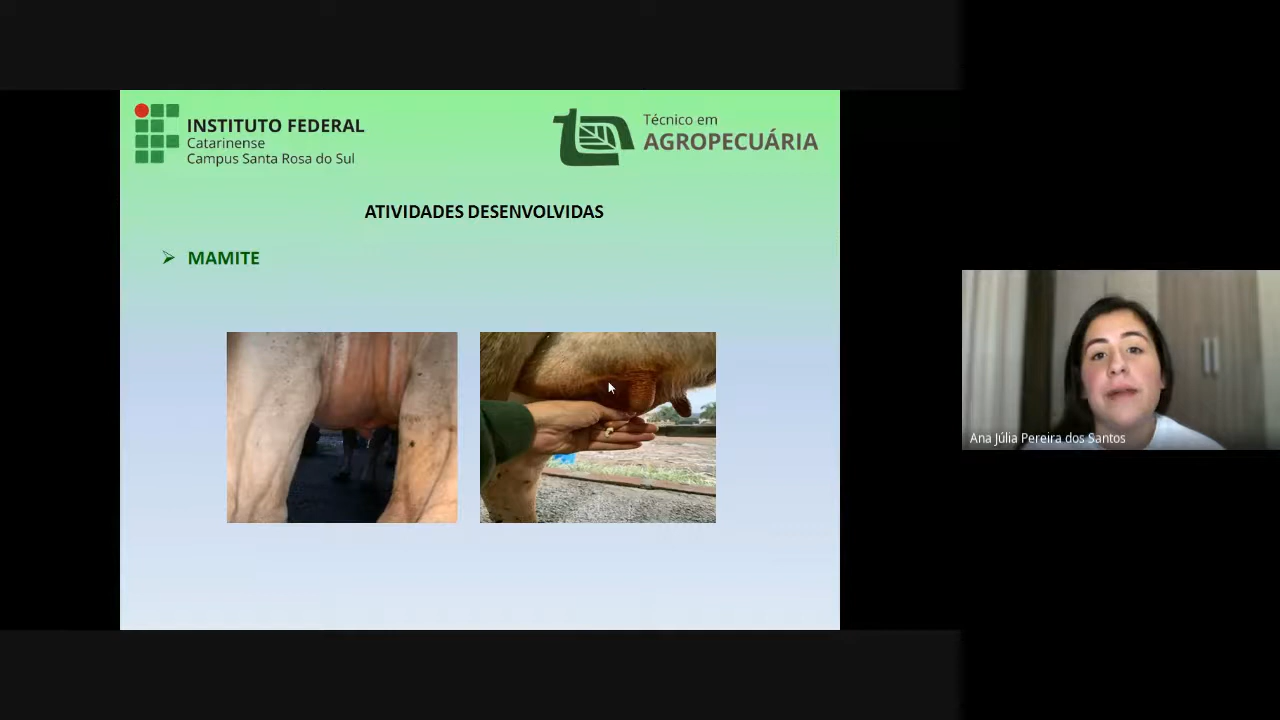 INSTITUTO FEDERAL
Catarinense
Campus Santa Rosa do Sul
Técnico em
AGROPECUÁRIA
ATIVIDADES DESENVOLVIDAS
MAMITE
Ana Júlia Pereira dos Santos